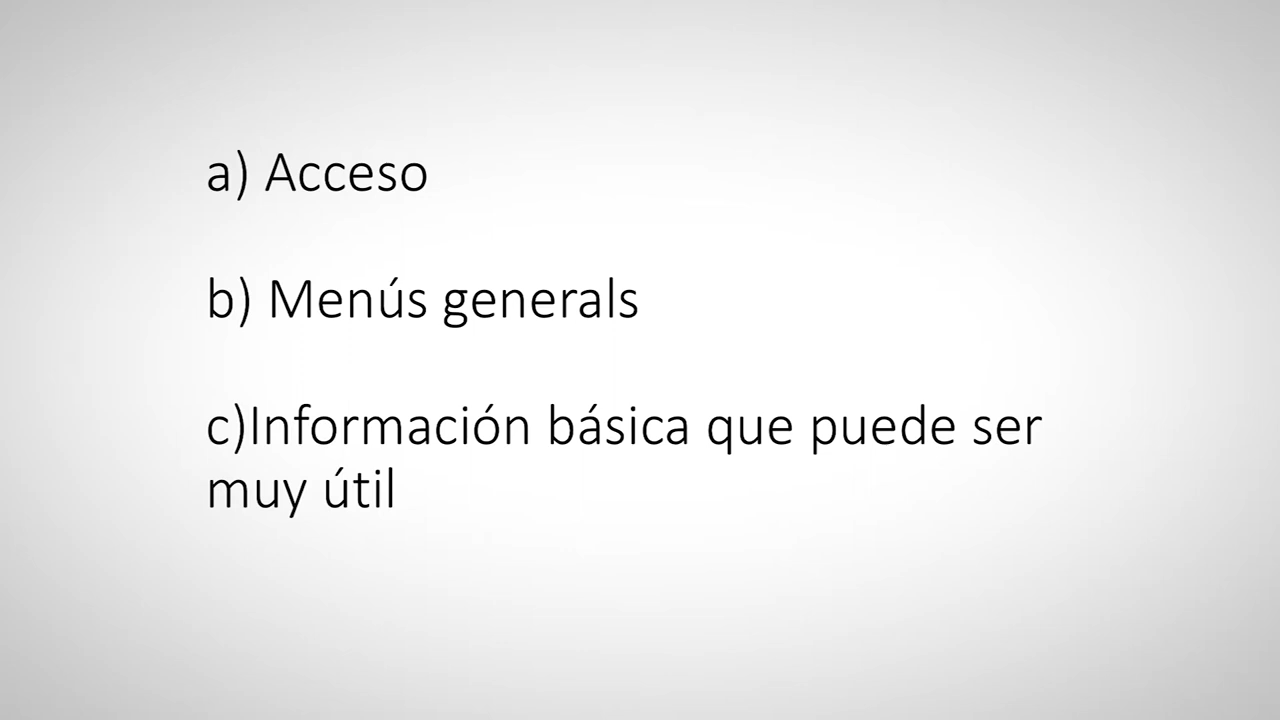 a) Acceso
b) Menús generals
c)Información básica que puede ser
muy útil